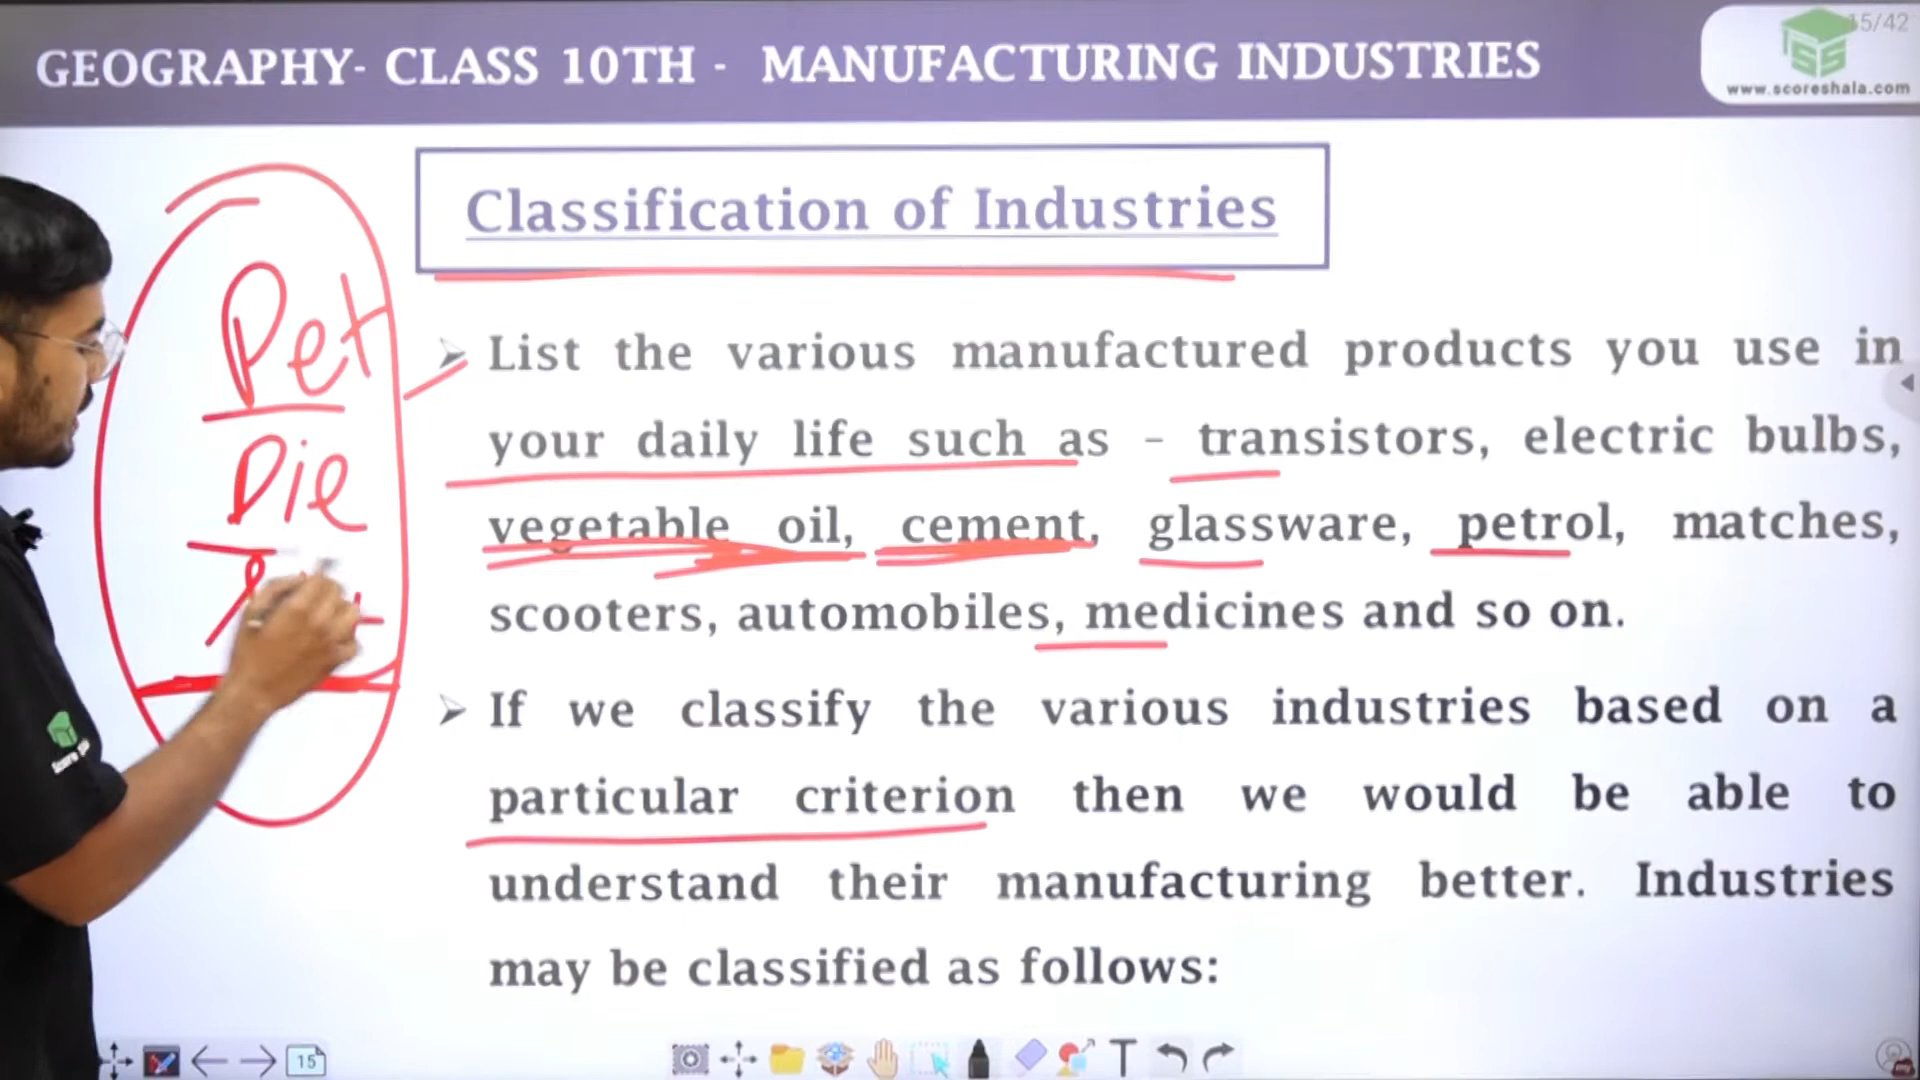 GEOGRAPHY- CLASS 10TH - MANUFACTURING INDUSTRIES
15/42
www.scoreshala.com
Classification of Industries
Pet
Die
➤ List the various manufactured products you use in
your daily life such as - transistors, electric bulbs,
vegetable oil, cement, glassware, petrol, matches,
scooters, automobiles, medicines and so on.
➤ If we classify the various industries based on a
particular criterion then we would be able to
understand their manufacturing better. Industries
may be classified as follows:
15
T